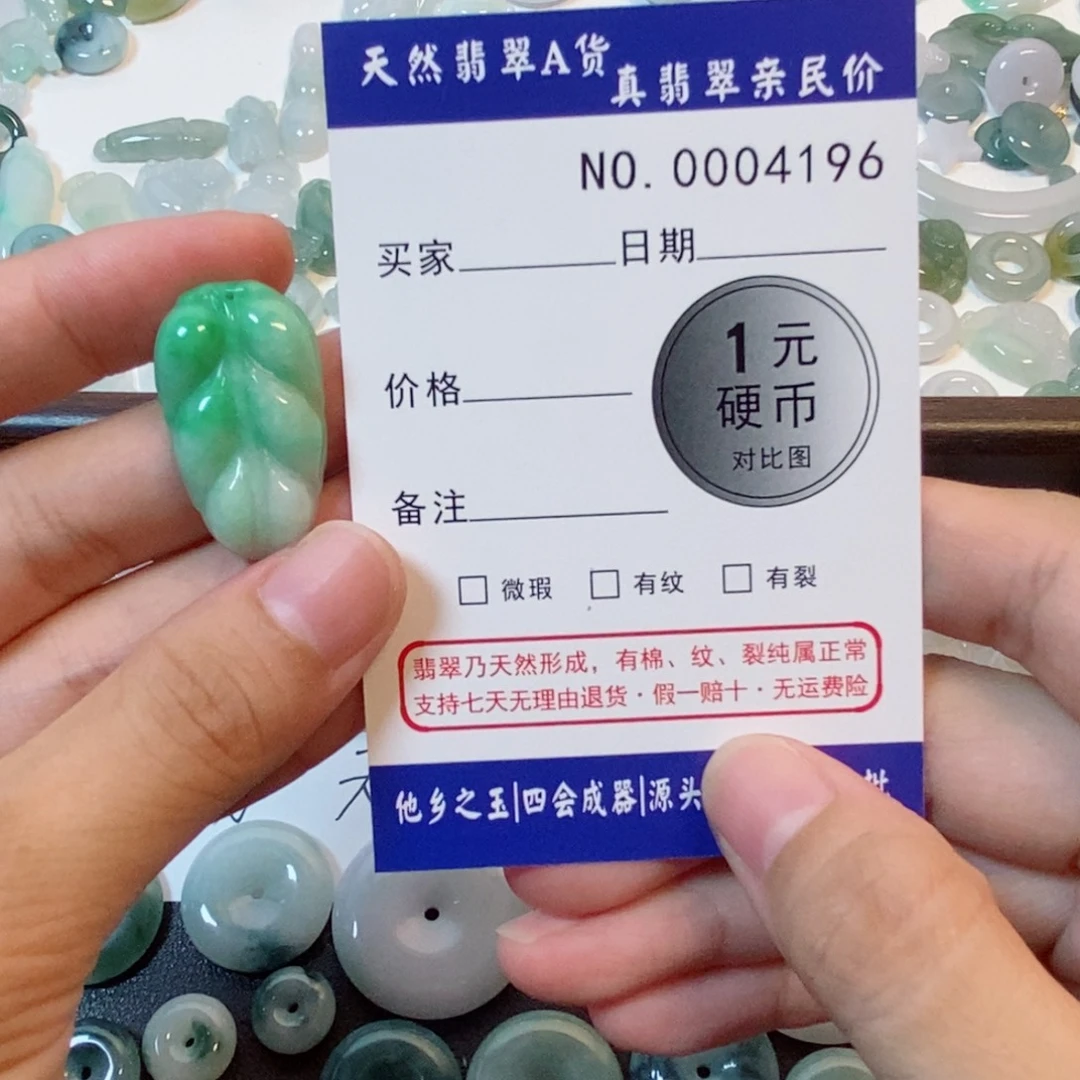 天然翡翠A货
真翡翠亲民价
NO. 0004196
买家 日期
1元
硬币
对比图
价格
备注
□ 微瑕 □ 有纹 □ 有裂
翡翠乃天然形成，有棉、纹、裂纯属正常
支持七天无理由退货·假一赔十·无运费险
他乡之玉|四会成器|源头